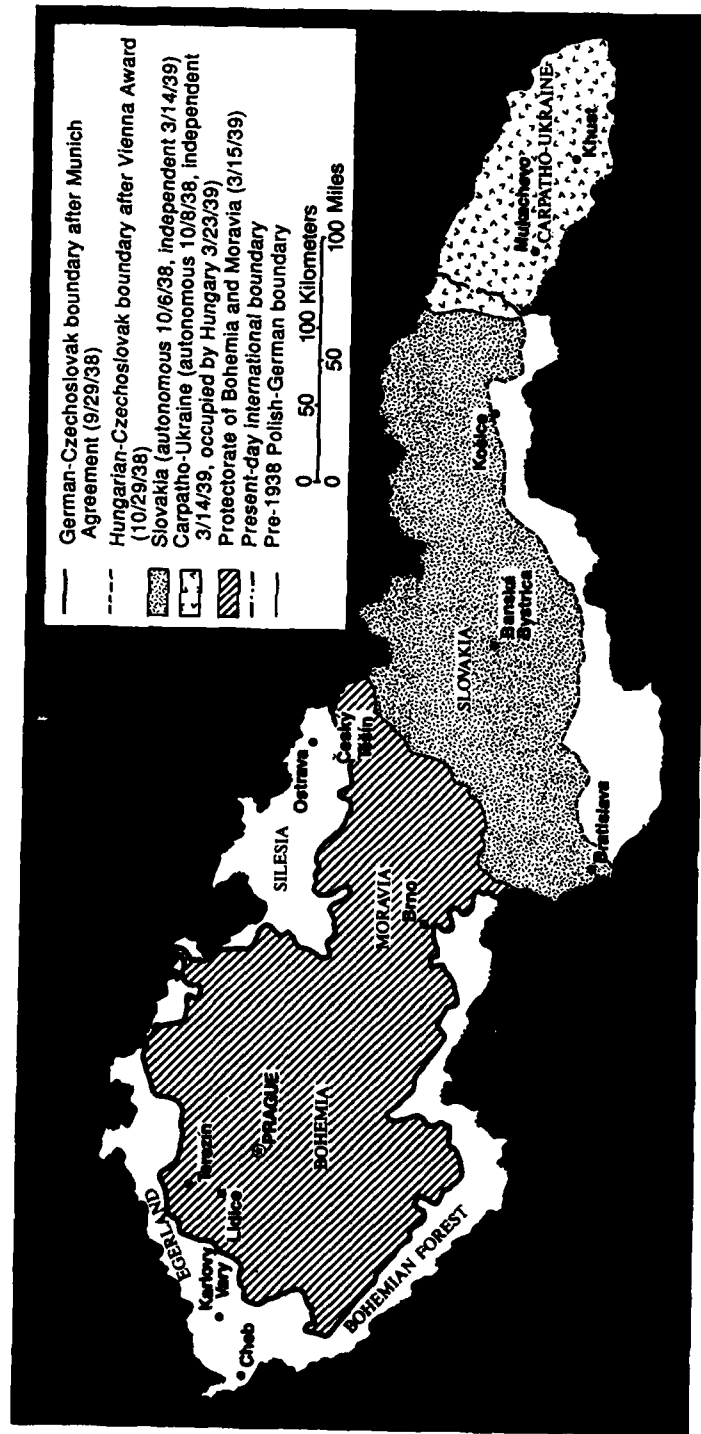 German-Czechoslovak boundary after Munich
Agreement (9/29/38)
Hungarian-Czechoslovak boundary after Vienna Award
(10/29/38)
Slovakia (autonomous 10/6/38, independent 3/14/39)
Carpatho-Ukraine (autonomous 10/8/38, independent
3/14/39, occupied by Hungary 3/23/39)
Protectorate of Bohemia and Moravia (3/15/39)
Present-day international boundary
Pre-1938 Polish-German boundary
0 50 100 Kilometers
0 50 100 Miles
EGERLAND
Karlovy
Vary
Cheb
Terezín
Lidice
PRAGUE
BOHEMIA
BOHEMIAN FOREST
SILESIA
Ostrava
Český
Těšín
MORAVIA
Brno
SLOVAKIA
Banská
Bystrica
Bratislava
Košice
Mukachevo
CARPATHO-UKRAINE
Khust